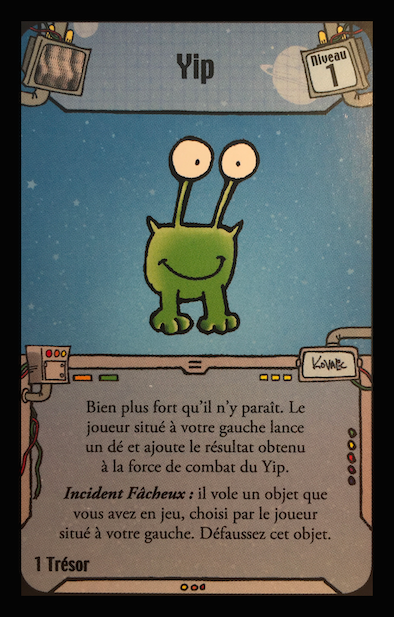 Yip
Niveau
1
Kovalic
Bien plus fort qu'il n'y paraît. Le
joueur situé à votre gauche lance
un dé et ajoute le résultat obtenu
à la force de combat du Yip.
Incident Fâcheux : il vole un objet que
vous avez en jeu, choisi par le joueur
situé à votre gauche. Défaussez cet objet.
1 Trésor